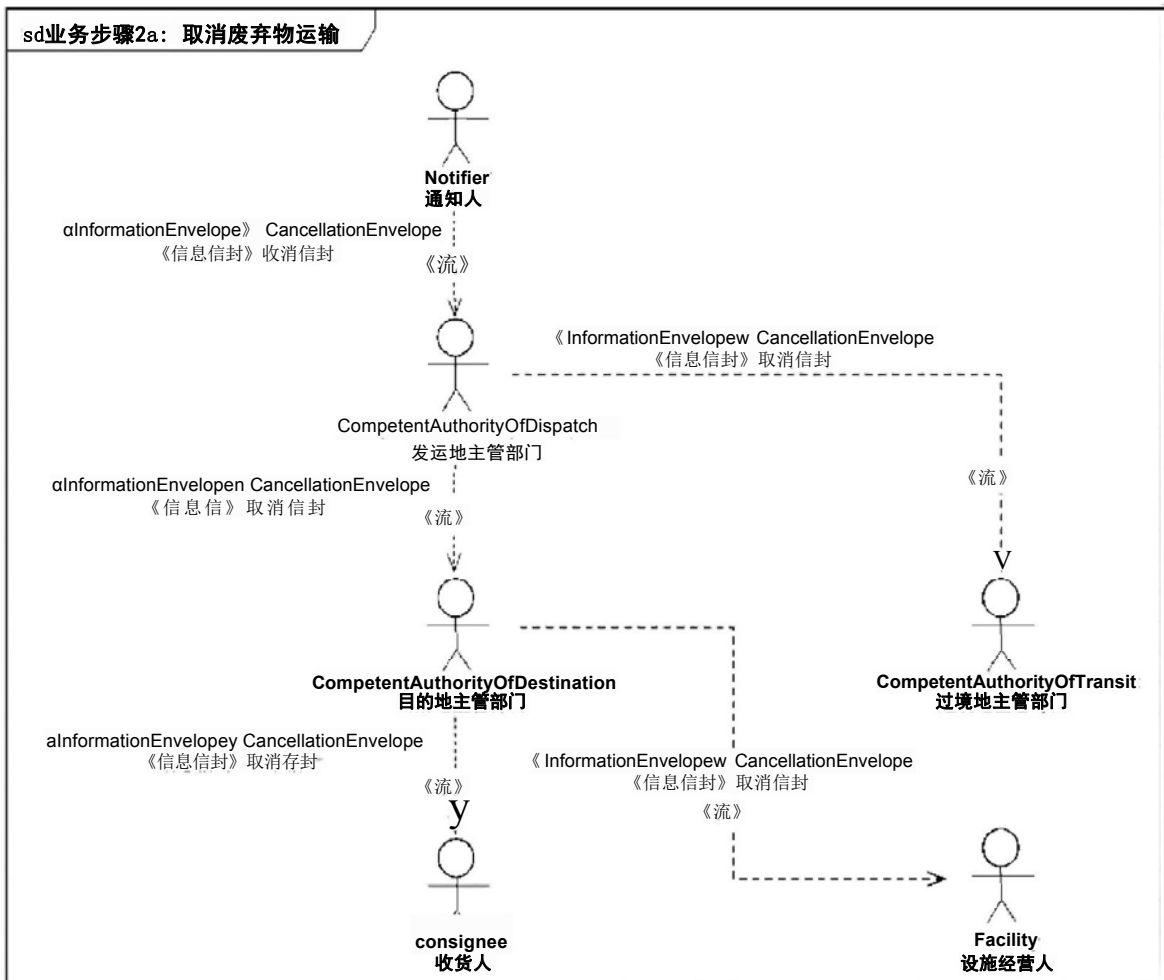 sd业务步骤2a: 取消废弃物运输
Notifier
通知人
αInformationEnvelope》 CancellationEnvelope
《信息信封》收消信封
《流》
《 InformationEnvelopew CancellationEnvelope
《信息信封》取消信封
CompetentAuthorityOfDispatch
发运地主管部门
αInformationEnvelopen CancellationEnvelope
《信息信》取消信封
《流》
《流》
V
CompetentAuthorityOfDestination
目的地主管部门
CompetentAuthorityOfTransit
过境地主管部门
aInformationEnvelopey CancellationEnvelope
《信息信封》取消存封
《 InformationEnvelopew CancellationEnvelope
《信息信封》取消信封
《流》
《流》
y
consignee
收货人
Facility
设施经营人